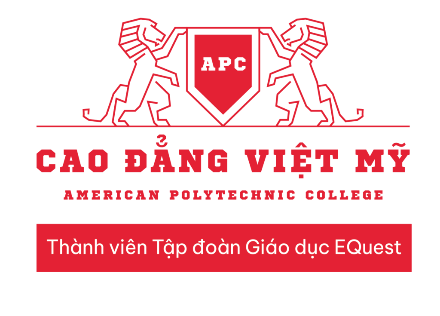 APC
CAO ĐẲNG VIỆT MỸ
AMERICAN POLYTECHNIC COLLEGE
Thành viên Tập đoàn Giáo dục EQuest